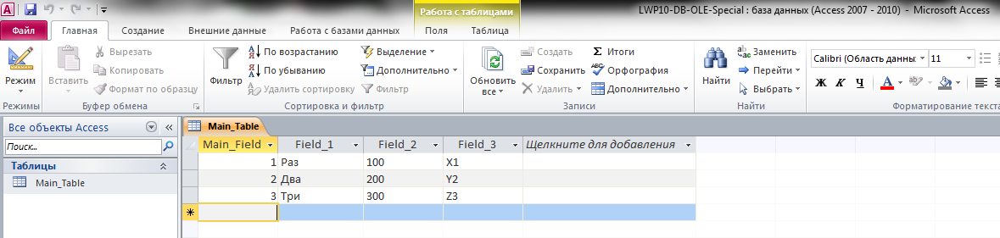 Работа с таблицами
LWP10-DB-OLE-Special : база данных (Access 2007 - 2010) - Microsoft Access
Файл Главная Создание Внешние данные Работа с базами данных Поля Таблица
Режим
Режимы
Вставить
Вырезать
Копировать
Формат по образцу
Буфер обмена
Фильтр
По возрастанию
По убыванию
Удалить сортировку
Выделение
Дополнительно
Фильтр
Сортировка и фильтр
Обновить
все
Создать
Сохранить
Удалить
Итоги
Орфография
Дополнительно
Записи
Найти
Заменить
Перейти
Выбрать
Найти
Calibri (Область данных 11
Ж К Ч А
Форматирование текста
Все объекты Access
Поиск...
Таблицы
Main_Table
Main_Table
Main_Field Field_1 Field_2 Field_3 Щелкните для добавления
1 Раз 100 X1
2 Два 200 Y2
3 Три 300 Z3